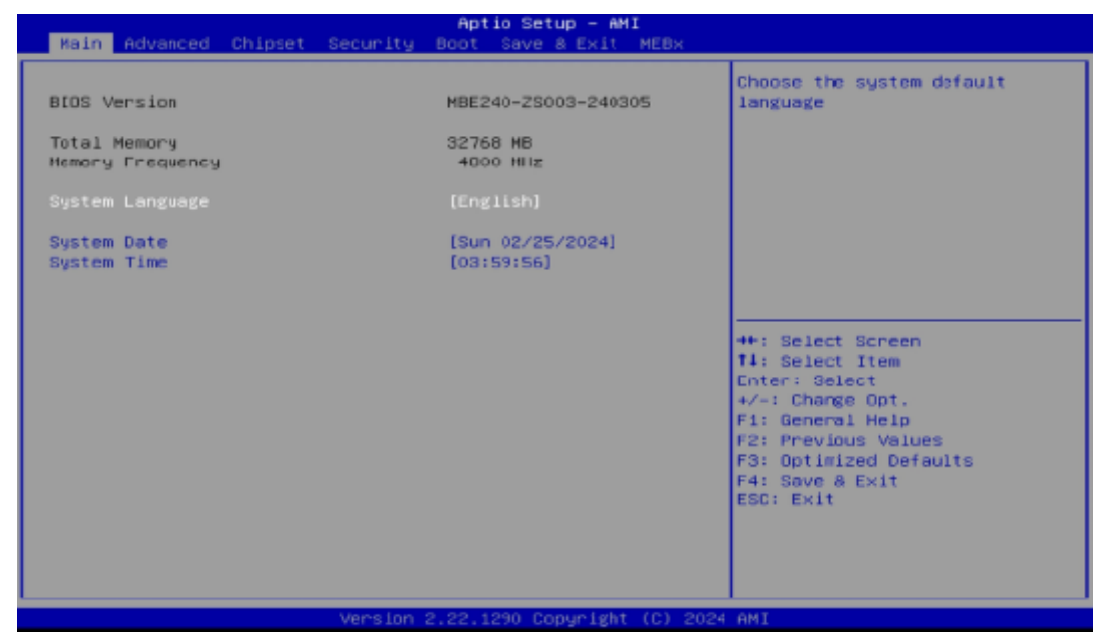 Aptio Setup - AMI
Main Advanced Chipset Security Boot Save & Exit MEBx
BIOS Version MBE240-ZS003-240305
Total Memory 32768 MB
Memory Frequency 4000 MHz
System Language [English]
System Date [Sun 02/25/2024]
System Time [03:59:56]
Choose the system default
language
→←: Select Screen
↑↓: Select Item
Enter: Select
+/-: Change Opt.
F1: General Help
F2: Previous Values
F3: Optimized Defaults
F4: Save & Exit
ESC: Exit
Version 2.22.1290 Copyright (C) 2024 AMI